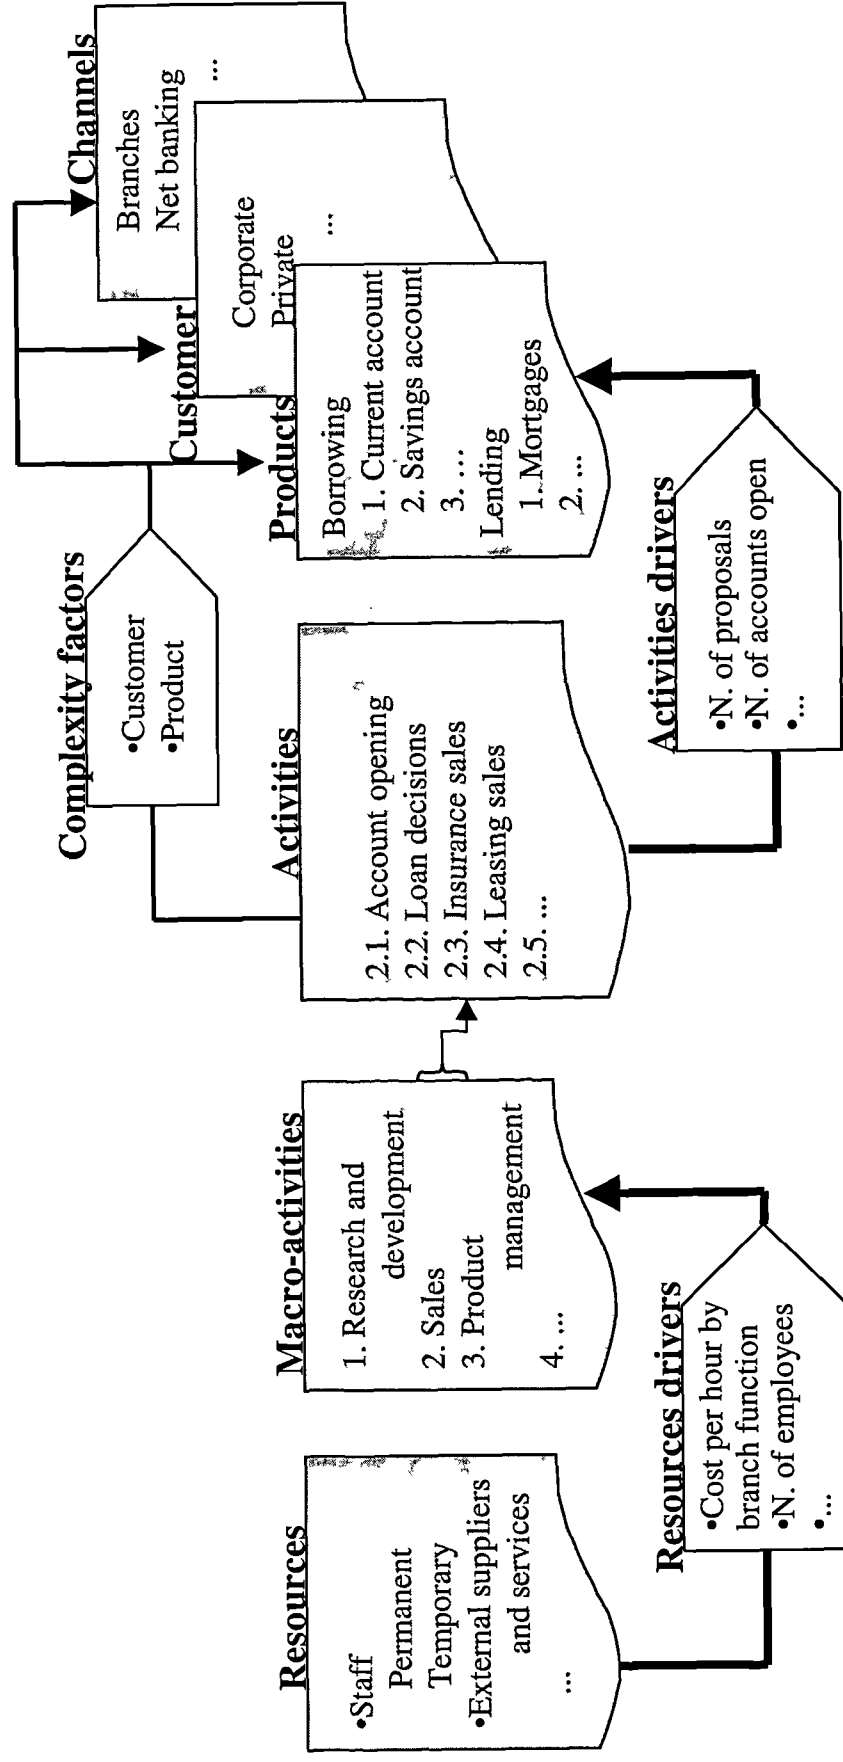 Resources
•Staff
Permanent
Temporary
•External suppliers
and services
...
Resources drivers
•Cost per hour by
branch function
•N. of employees
•...
Macro-activities
1. Research and
development
2. Sales
3. Product
management
4. ...
Activities
2.1. Account opening
2.2. Loan decisions
2.3. Insurance sales
2.4. Leasing sales
2.5. ...
Complexity factors
•Customer
•Product
Activities drivers
•N. of proposals
•N. of accounts open
•...
Products
Borrowing
1. Current account
2. Savings account
3. ...
Lending
1. Mortgages
2. ...
Customer
Corporate
Private
...
Channels
Branches
Net banking
...